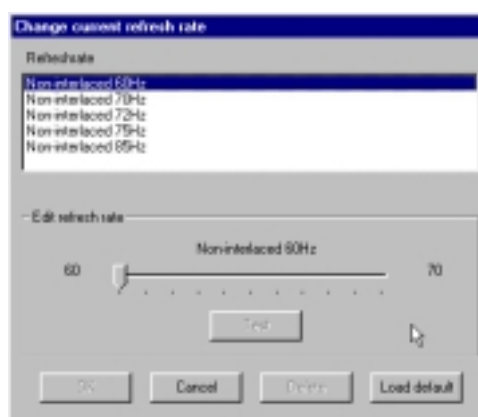 Change current refresh rate
Refreshrate
Non-interlaced 60Hz
Non-interlaced 70Hz
Non-interlaced 72Hz
Non-interlaced 75Hz
Non-interlaced 85Hz
Edit refresh rate
Non-interlaced 60Hz
60
70
Test
OK
Cancel
Delete
Load default